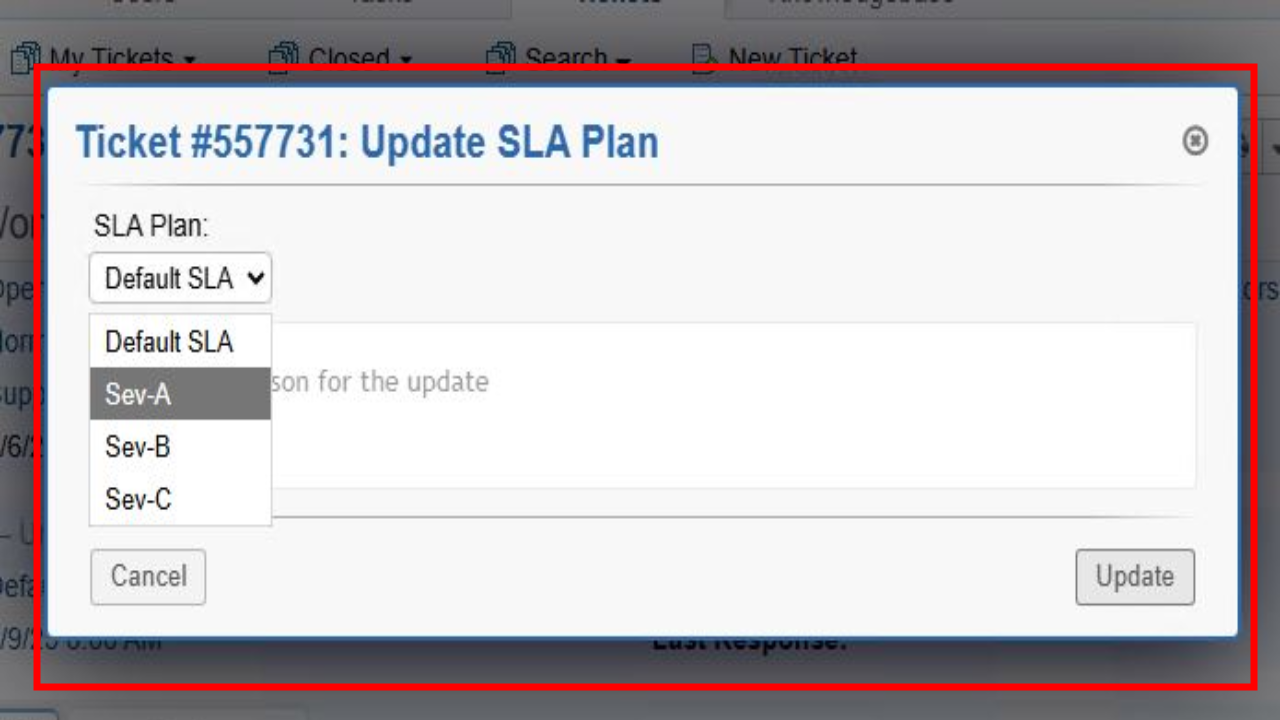 My Tickets
Closed
Search
New Ticket
Ticket #557731: Update SLA Plan
SLA Plan:
Default SLA
Default SLA
Sev-A
son for the update
Sev-B
Sev-C
Cancel
Update
Last Response: